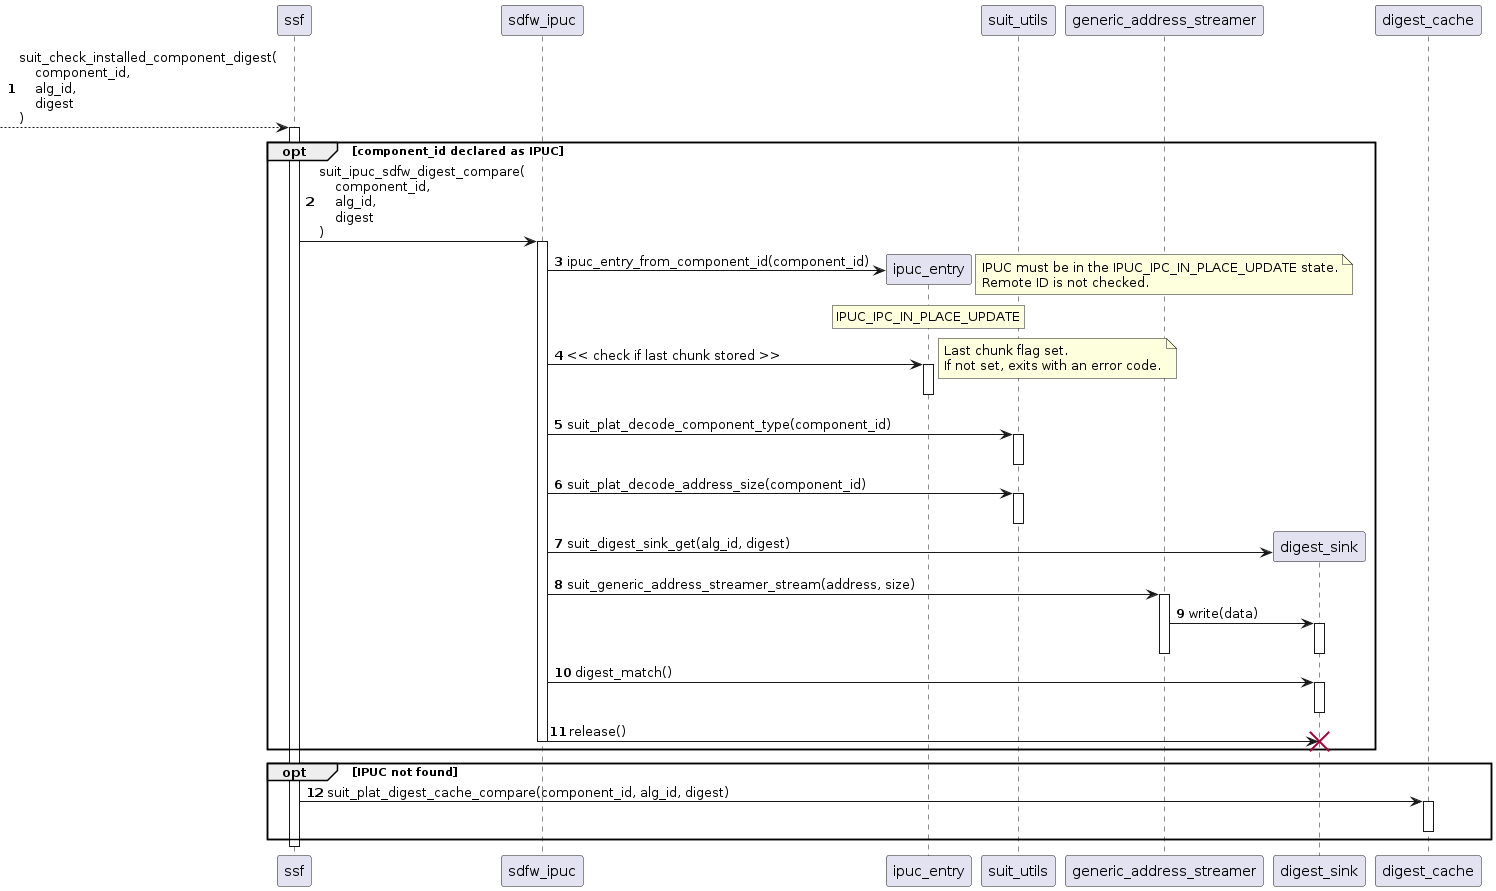 ssf
sdfw_ipuc
suit_utils
generic_address_streamer
digest_cache
suit_check_installed_component_digest(
component_id,
1 alg_id,
digest
)
opt [component_id declared as IPUC]
suit_ipuc_sdfw_digest_compare(
component_id,
2 alg_id,
digest
)
3 ipuc_entry_from_component_id(component_id)
ipuc_entry
IPUC must be in the IPUC_IPC_IN_PLACE_UPDATE state.
Remote ID is not checked.
IPUC_IPC_IN_PLACE_UPDATE
4 << check if last chunk stored >>
Last chunk flag set.
If not set, exits with an error code.
5 suit_plat_decode_component_type(component_id)
6 suit_plat_decode_address_size(component_id)
7 suit_digest_sink_get(alg_id, digest)
digest_sink
8 suit_generic_address_streamer_stream(address, size)
9 write(data)
10 digest_match()
11 release()
opt [IPUC not found]
12 suit_plat_digest_cache_compare(component_id, alg_id, digest)
ssf
sdfw_ipuc
ipuc_entry
suit_utils
generic_address_streamer
digest_sink
digest_cache